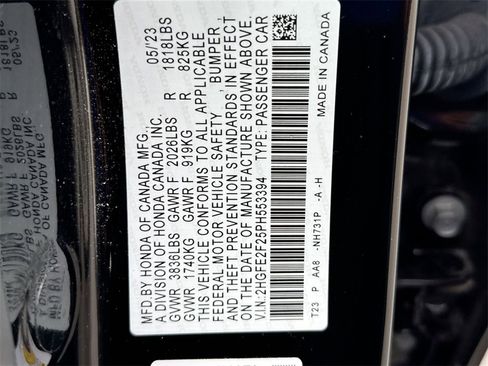 MFD.BY HONDA OF CANADA MFG., 05/23
A DIVISION OF HONDA CANADA INC.
GVWR 3836LBS GAWR F 2026LBS R 1818LBS
GVWR 1740KG GAWR F 919KG R 825KG
THIS VEHICLE CONFORMS TO ALL APPLICABLE
FEDERAL MOTOR VEHICLE SAFETY, BUMPER,
AND THEFT PREVENTION STANDARDS IN EFFECT
ON THE DATE OF MANUFACTURE SHOWN ABOVE.
V.I.N.: 2HGFE2F25PH553394 TYPE: PASSENGER CAR
T23 P AA8 -NH731P -A -H MADE IN CANADA